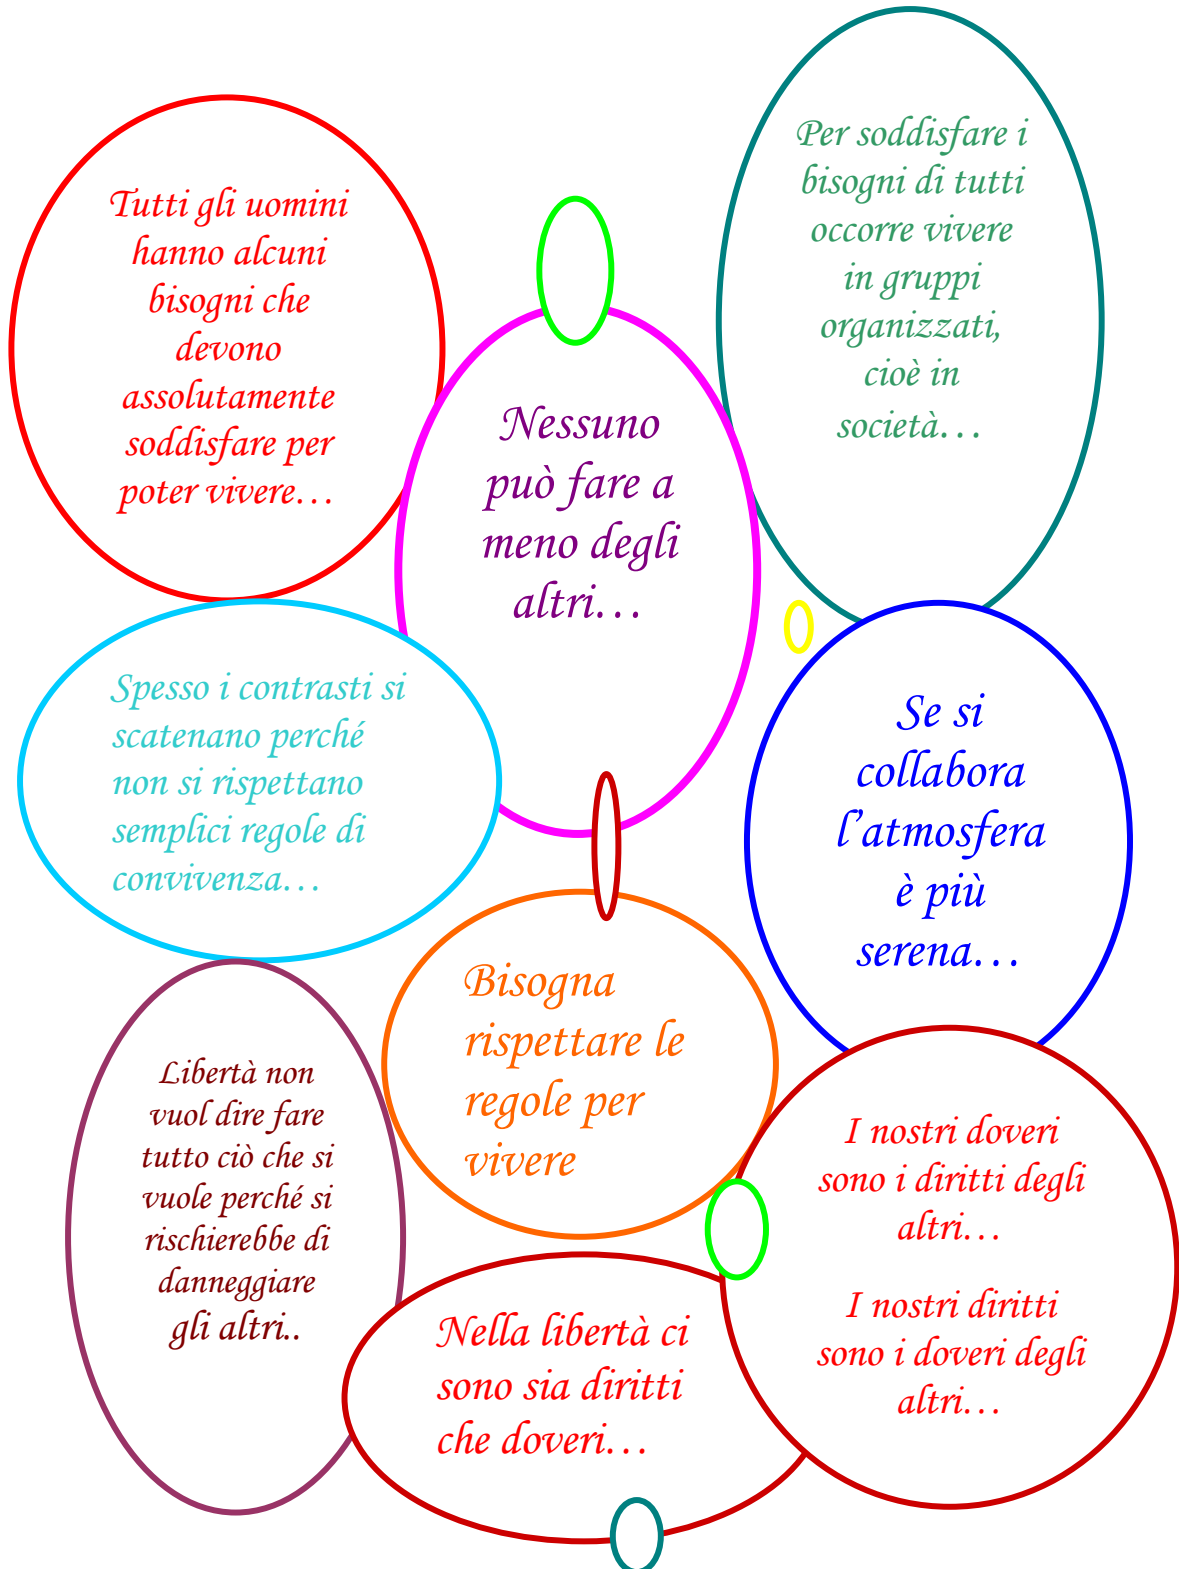 Tutti gli uomini
hanno alcuni
bisogni che
devono
assolutamente
soddisfare per
poter vivere…
Nessuno
può fare a
meno degli
altri…
Per soddisfare i
bisogni di tutti
occorre vivere
in gruppi
organizzati,
cioè in
società…
Spesso i contrasti si
scatenano perché
non si rispettano
semplici regole di
convivenza…
Se si
collabora
l’atmosfera
è più
serena…
Bisogna
rispettare le
regole per
vivere
Libertà non
vuol dire fare
tutto ciò che si
vuole perché si
rischierebbe di
danneggiare
gli altri..
I nostri doveri
sono i diritti degli
altri…
I nostri diritti
sono i doveri degli
altri…
Nella libertà ci
sono sia diritti
che doveri…